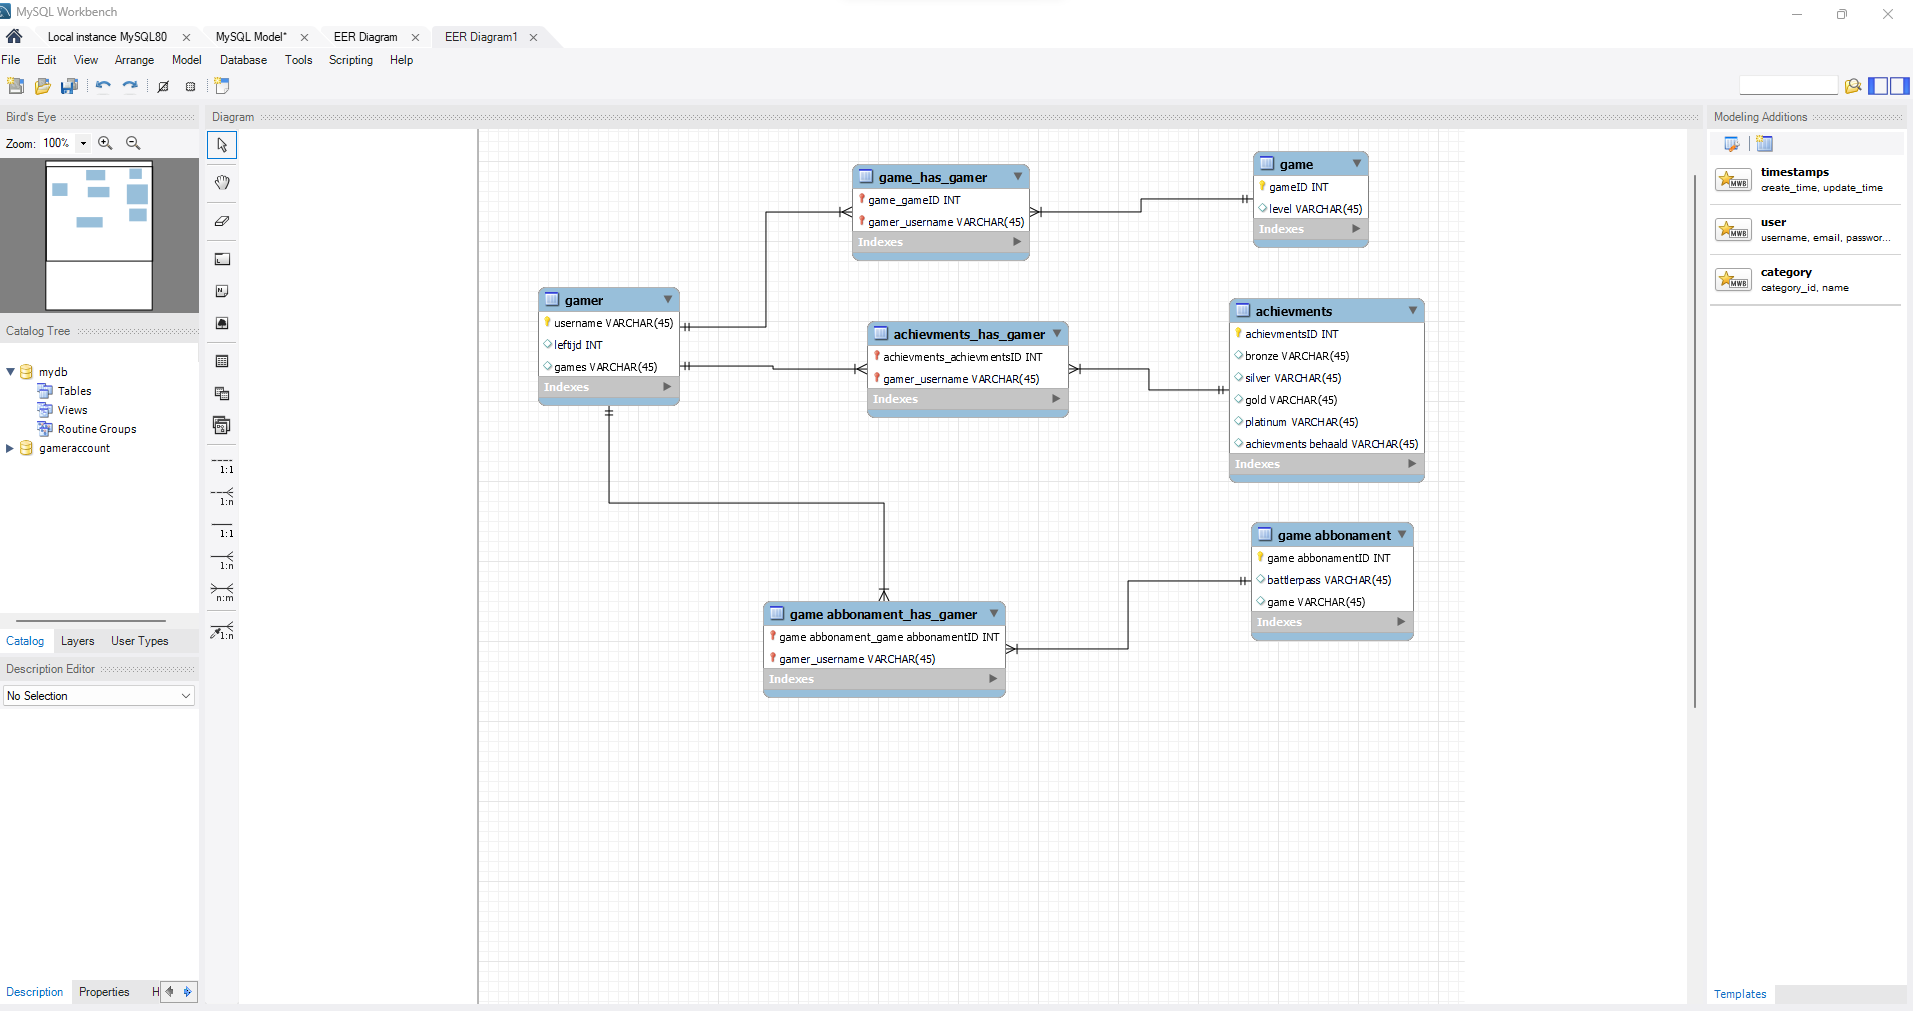 MySQL Workbench
Local instance MySQL80
MySQL Model*
EER Diagram
EER Diagram1
File Edit View Arrange Model Database Tools Scripting Help
Bird's Eye
Zoom: 100%
Catalog Tree
mydb
Tables
Views
Routine Groups
gameraccount
Catalog Layers User Types
Description Editor
No Selection
Description Properties H
1:1
1:n
1:1
1:n
n:m
1:n
Diagram
game_has_gamer
game_gameID INT
gamer_username VARCHAR(45)
Indexes
game
gameID INT
level VARCHAR(45)
Indexes
gamer
username VARCHAR(45)
leftijd INT
games VARCHAR(45)
Indexes
achievments_has_gamer
achievments_achievmentsID INT
gamer_username VARCHAR(45)
Indexes
achievments
achievmentsID INT
bronze VARCHAR(45)
silver VARCHAR(45)
gold VARCHAR(45)
platinum VARCHAR(45)
achievments behaald VARCHAR(45)
Indexes
game abbonament
game abbonamentID INT
battlerpass VARCHAR(45)
game VARCHAR(45)
Indexes
game abbonament_has_gamer
game abbonament_game abbonamentID INT
gamer_username VARCHAR(45)
Indexes
Modeling Additions
MWB
timestamps
create_time, update_time
MWB
user
username, email, passwor...
MWB
category
category_id, name
Templates